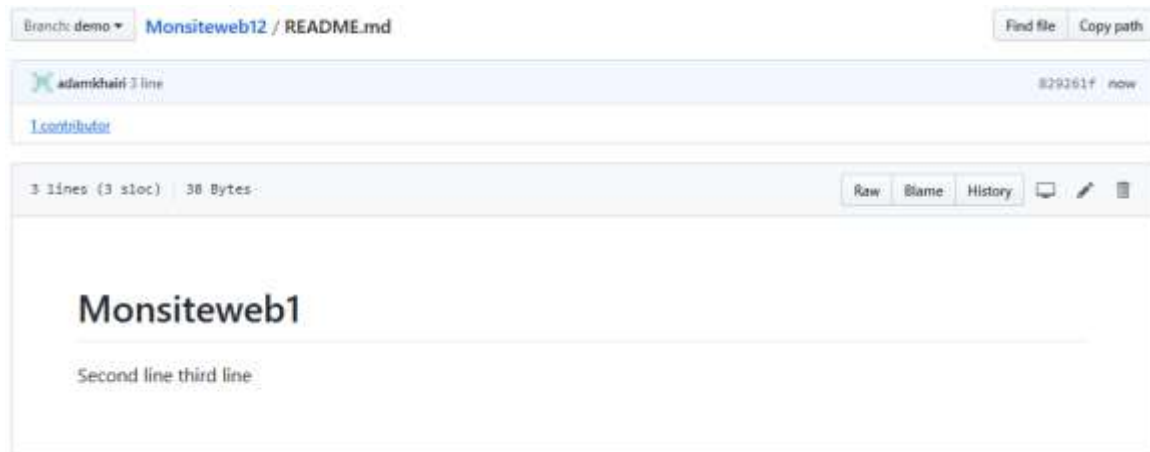 Branch: demo
Monsiteweb12 / README.md
Find file
Copy path
adamkhairi 3 line
829261f now
1 contributor
3 lines (3 sloc) 38 Bytes
Raw
Blame
History
Monsiteweb1
Second line third line